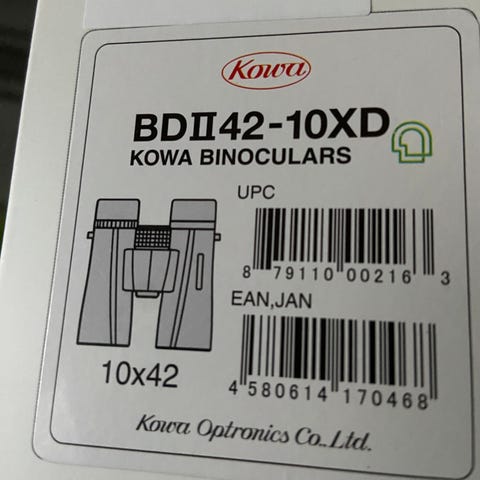 Kowa
BDII42-10XD
KOWA BINOCULARS
UPC
8 79110 00216 3
EAN,JAN
4 580614 170468
10x42
Kowa Optronics Co.,Ltd.